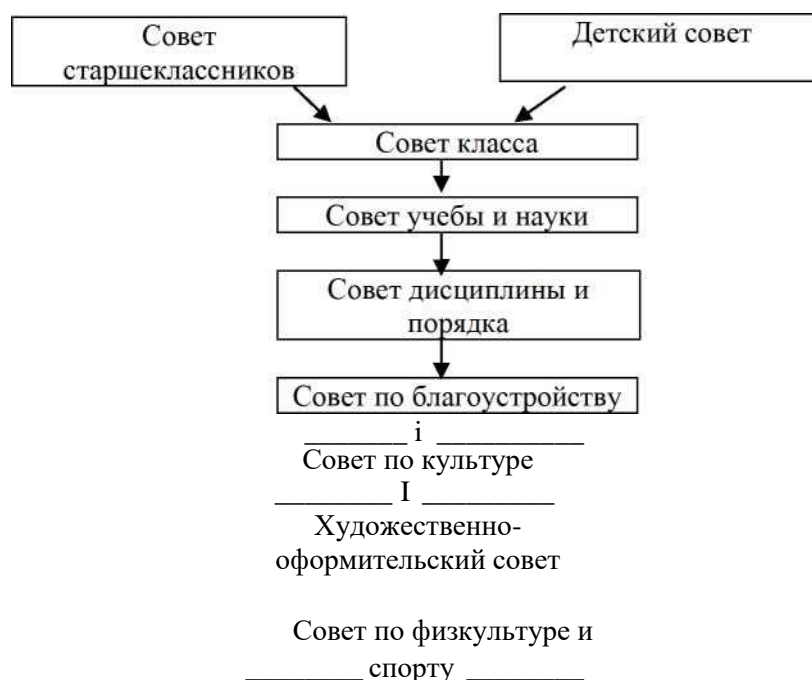 Совет
старшеклассников
Детский совет
Совет класса
Совет учебы и науки
Совет дисциплины и
порядка
Совет по благоустройству
_______ i __________
Совет по культуре
________ I _________
Художественно-
оформительский совет
Совет по физкультуре и
________ спорту ________